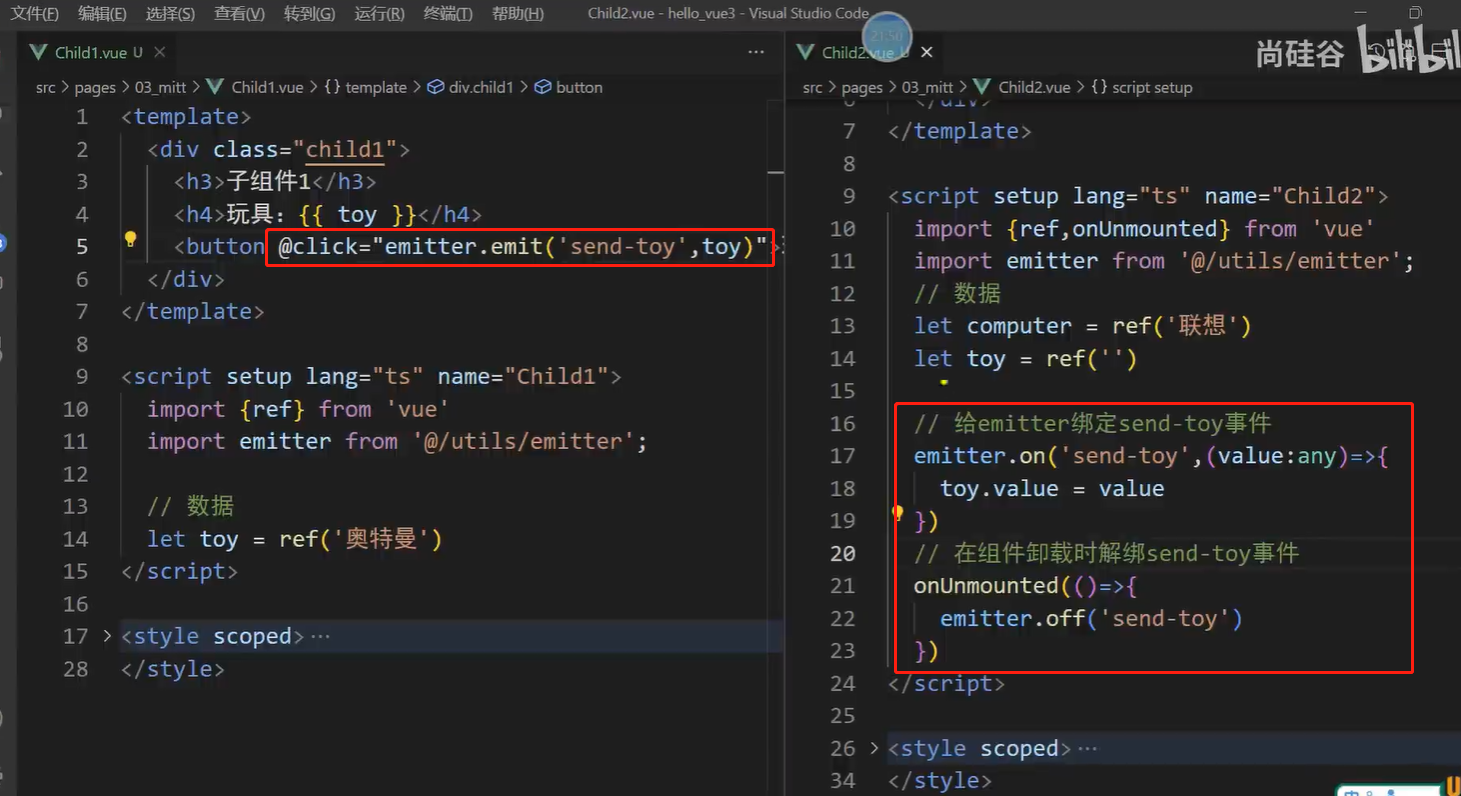 文件(F) 编辑(E) 选择(S) 查看(V) 转到(G) 运行(R) 终端(T) 帮助(H) Child2.vue - hello_vue3 - Visual Studio Code
Child1.vue U
src > pages > 03_mitt > Child1.vue > {} template > div.child1 > button
1 <template>
2 <div class="child1">
3 <h3>子组件1</h3>
4 <h4>玩具：{{ toy }}</h4>
5 <button @click="emitter.emit('send-toy',toy)">
6 </div>
7 </template>
8
9 <script setup lang="ts" name="Child1">
10 import {ref} from 'vue'
11 import emitter from '@/utils/emitter';
12
13 // 数据
14 let toy = ref('奥特曼')
15 </script>
16
17 <style scoped>···
28 </style>
Child2.vue U
21:50
尚硅谷 bilibili
src > pages > 03_mitt > Child2.vue > {} script setup
6 </div>
7 </template>
8
9 <script setup lang="ts" name="Child2">
10 import {ref,onUnmounted} from 'vue'
11 import emitter from '@/utils/emitter';
12 // 数据
13 let computer = ref('联想')
14 let toy = ref('')
15
16 // 给emitter绑定send-toy事件
17 emitter.on('send-toy',(value:any)=>{
18 toy.value = value
19 })
20 // 在组件卸载时解绑send-toy事件
21 onUnmounted(()=>{
22 emitter.off('send-toy')
23 })
24 </script>
25
26 <style scoped>···
34 </style>